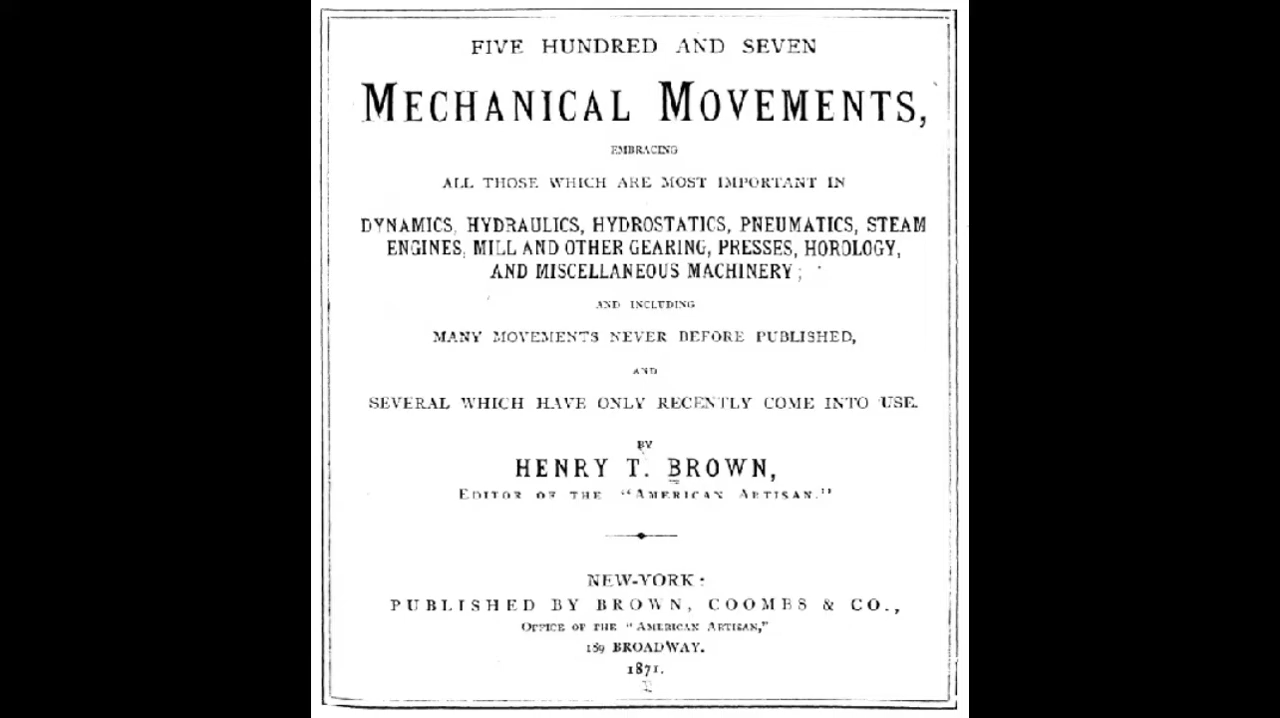 FIVE HUNDRED AND SEVEN
MECHANICAL MOVEMENTS,
EMBRACING
ALL THOSE WHICH ARE MOST IMPORTANT IN
DYNAMICS, HYDRAULICS, HYDROSTATICS, PNEUMATICS, STEAM
ENGINES, MILL AND OTHER GEARING, PRESSES, HOROLOGY,
AND MISCELLANEOUS MACHINERY;
AND INCLUDING
MANY MOVEMENTS NEVER BEFORE PUBLISHED,
AND
SEVERAL WHICH HAVE ONLY RECENTLY COME INTO USE.
BY
HENRY T. BROWN,
EDITOR OF THE "AMERICAN ARTISAN."
NEW-YORK:
PUBLISHED BY BROWN, COOMBS & CO.,
OFFICE OF THE "AMERICAN ARTISAN,"
189 BROADWAY.
1871.